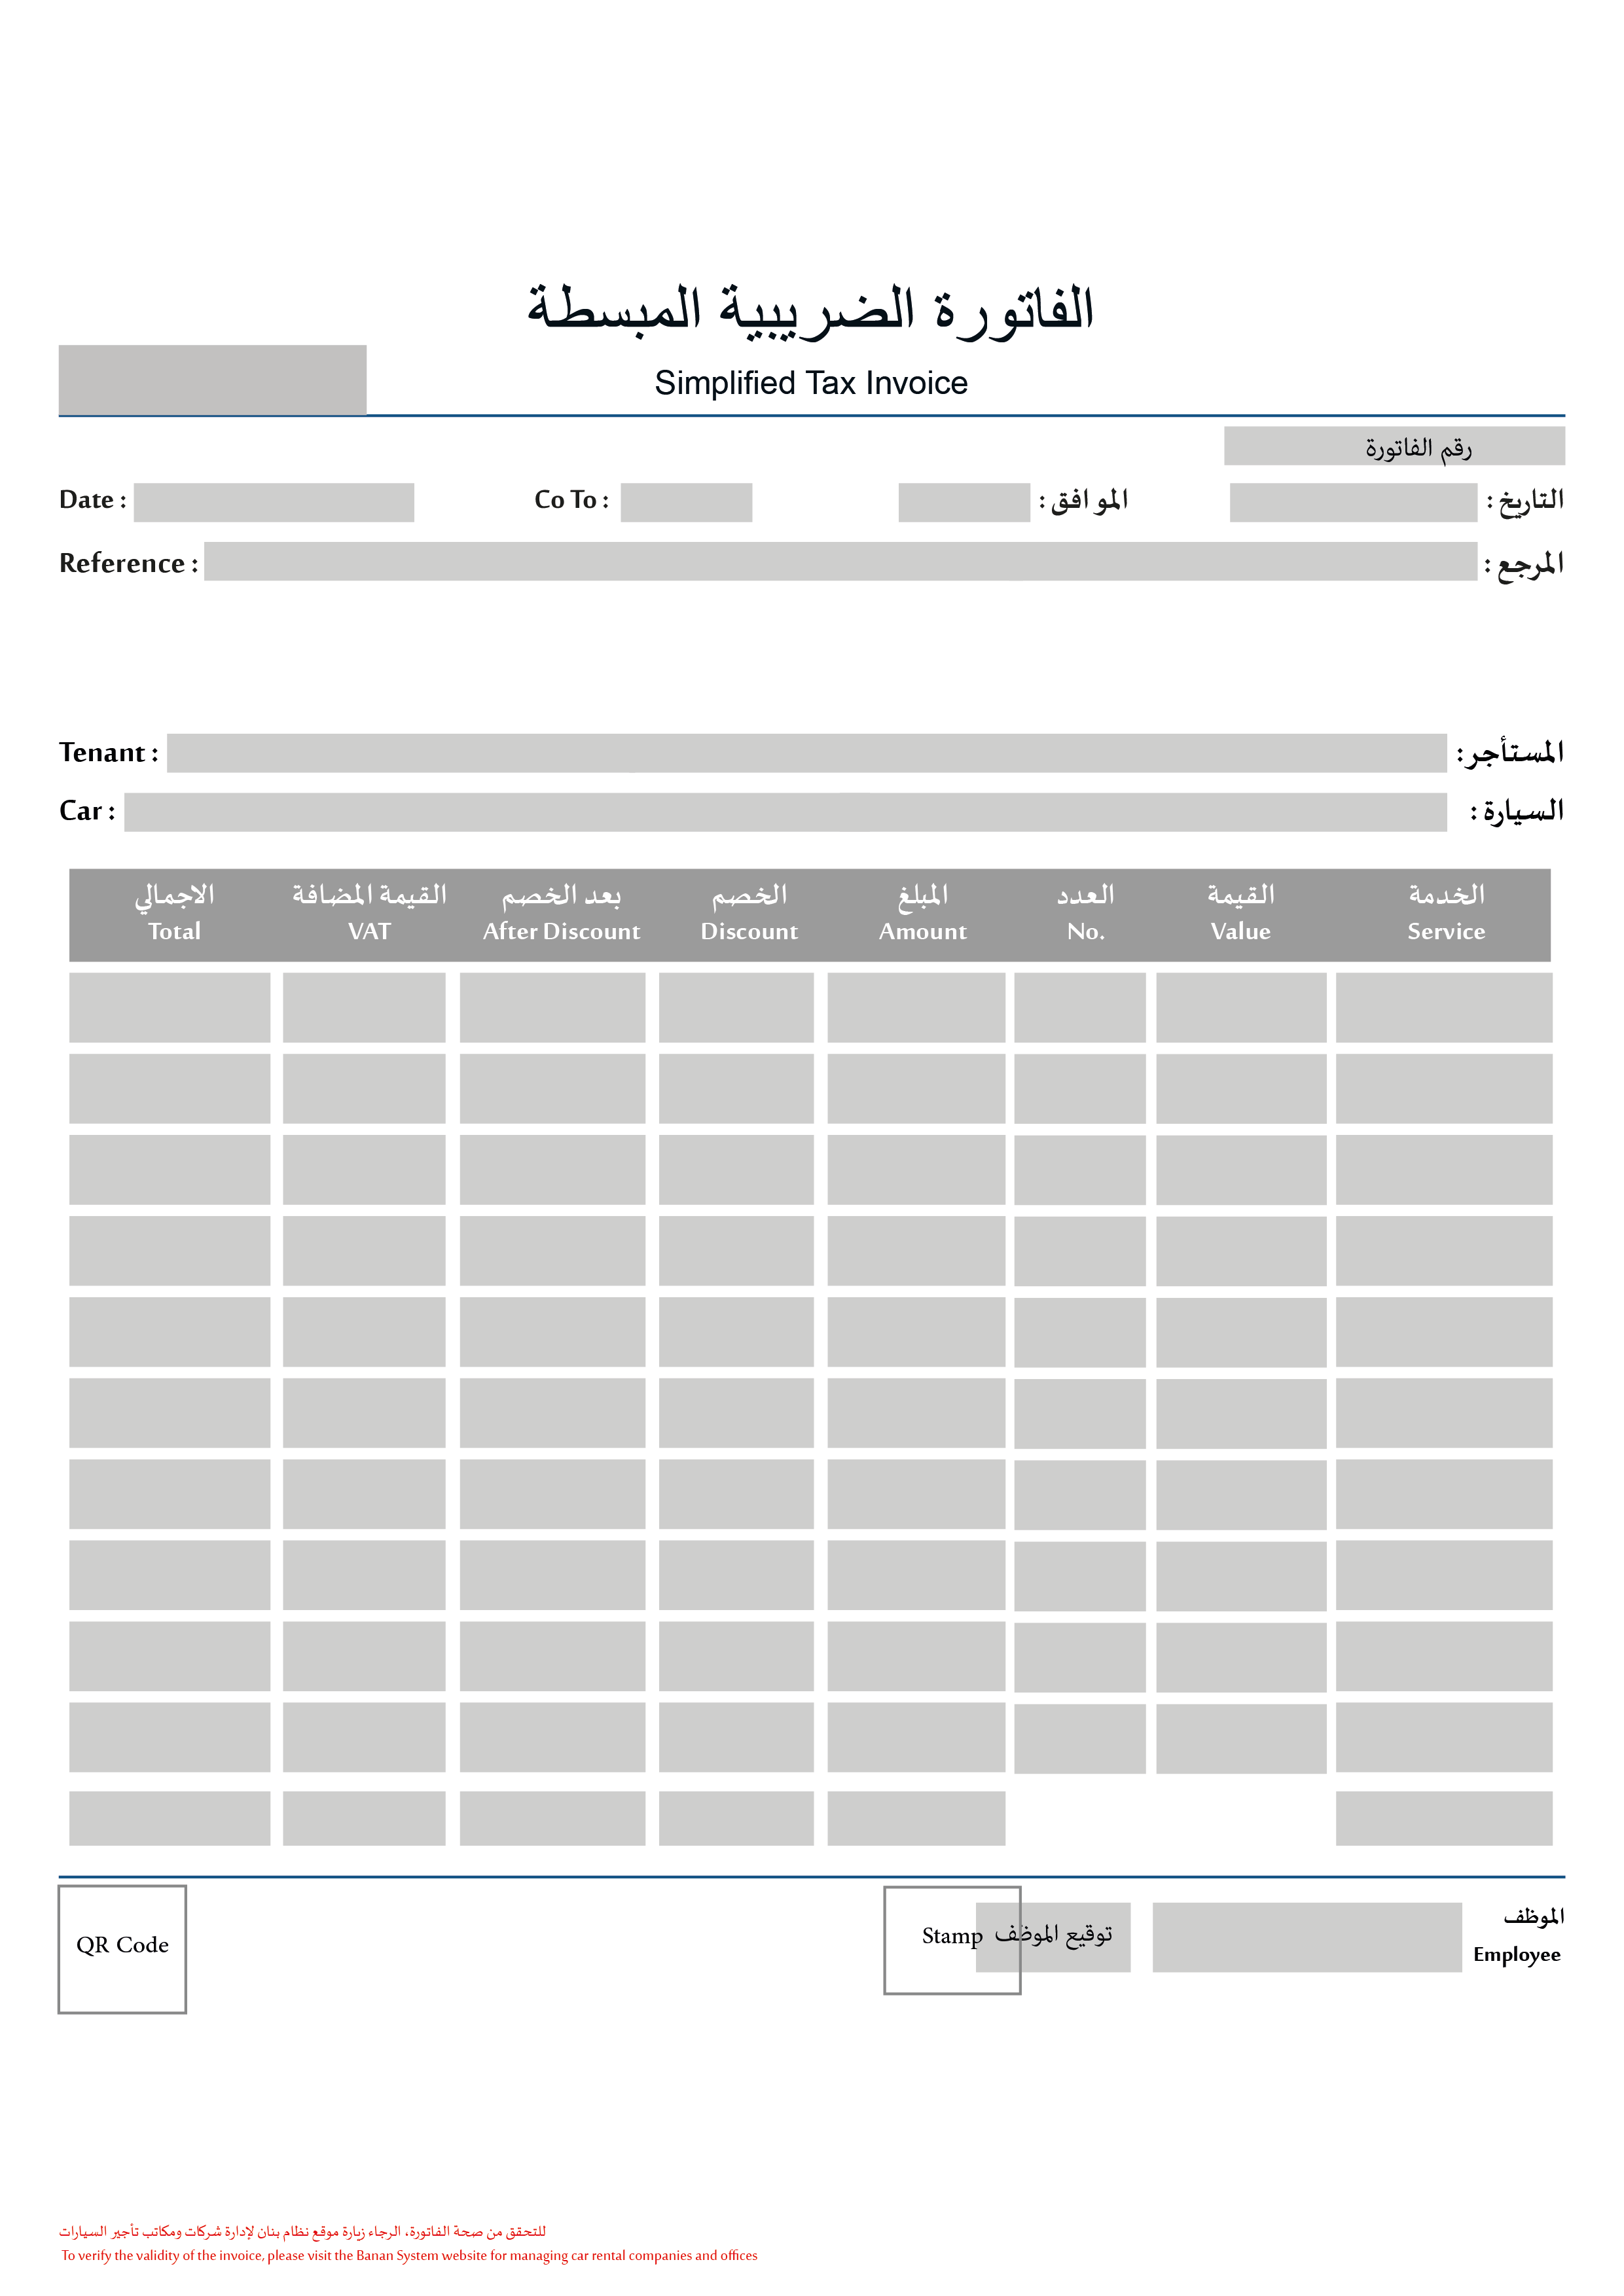 الفاتورة الضريبية المبسطة
Simplified Tax Invoice
رقم الفاتورة
Date : Co To : الموافق : التاريخ :
Reference : المرجع :
Tenant : المستأجر :
Car : السيارة :
الاجمالي القيمة المضافة بعد الخصم الخصم المبلغ العدد القيمة الخدمة
Total VAT After Discount Discount Amount No. Value Service
الموظف
QR Code Stamp توقيع الموظف
Employee
للتحقق من صحة الفاتورة، الرجاء زيارة موقع نظام بنان لإدارة شركات ومكاتب تأجير السيارات
To verify the validity of the invoice, please visit the Banan System website for managing car rental companies and offices